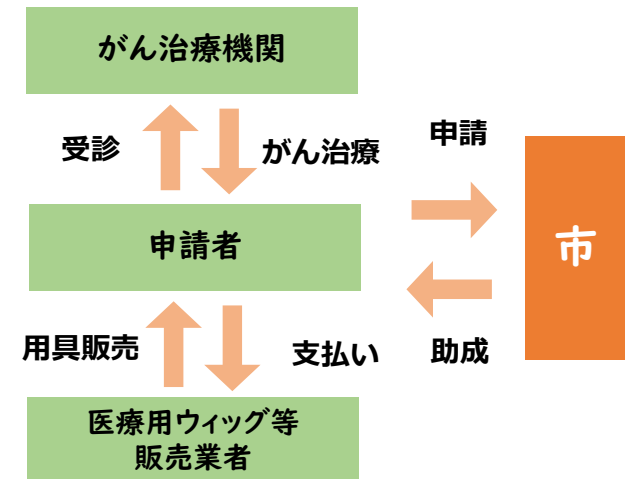 がん治療機関
受診
がん治療
申請
申請者
市
用具販売
支払い
助成
医療用ウィッグ等
販売業者